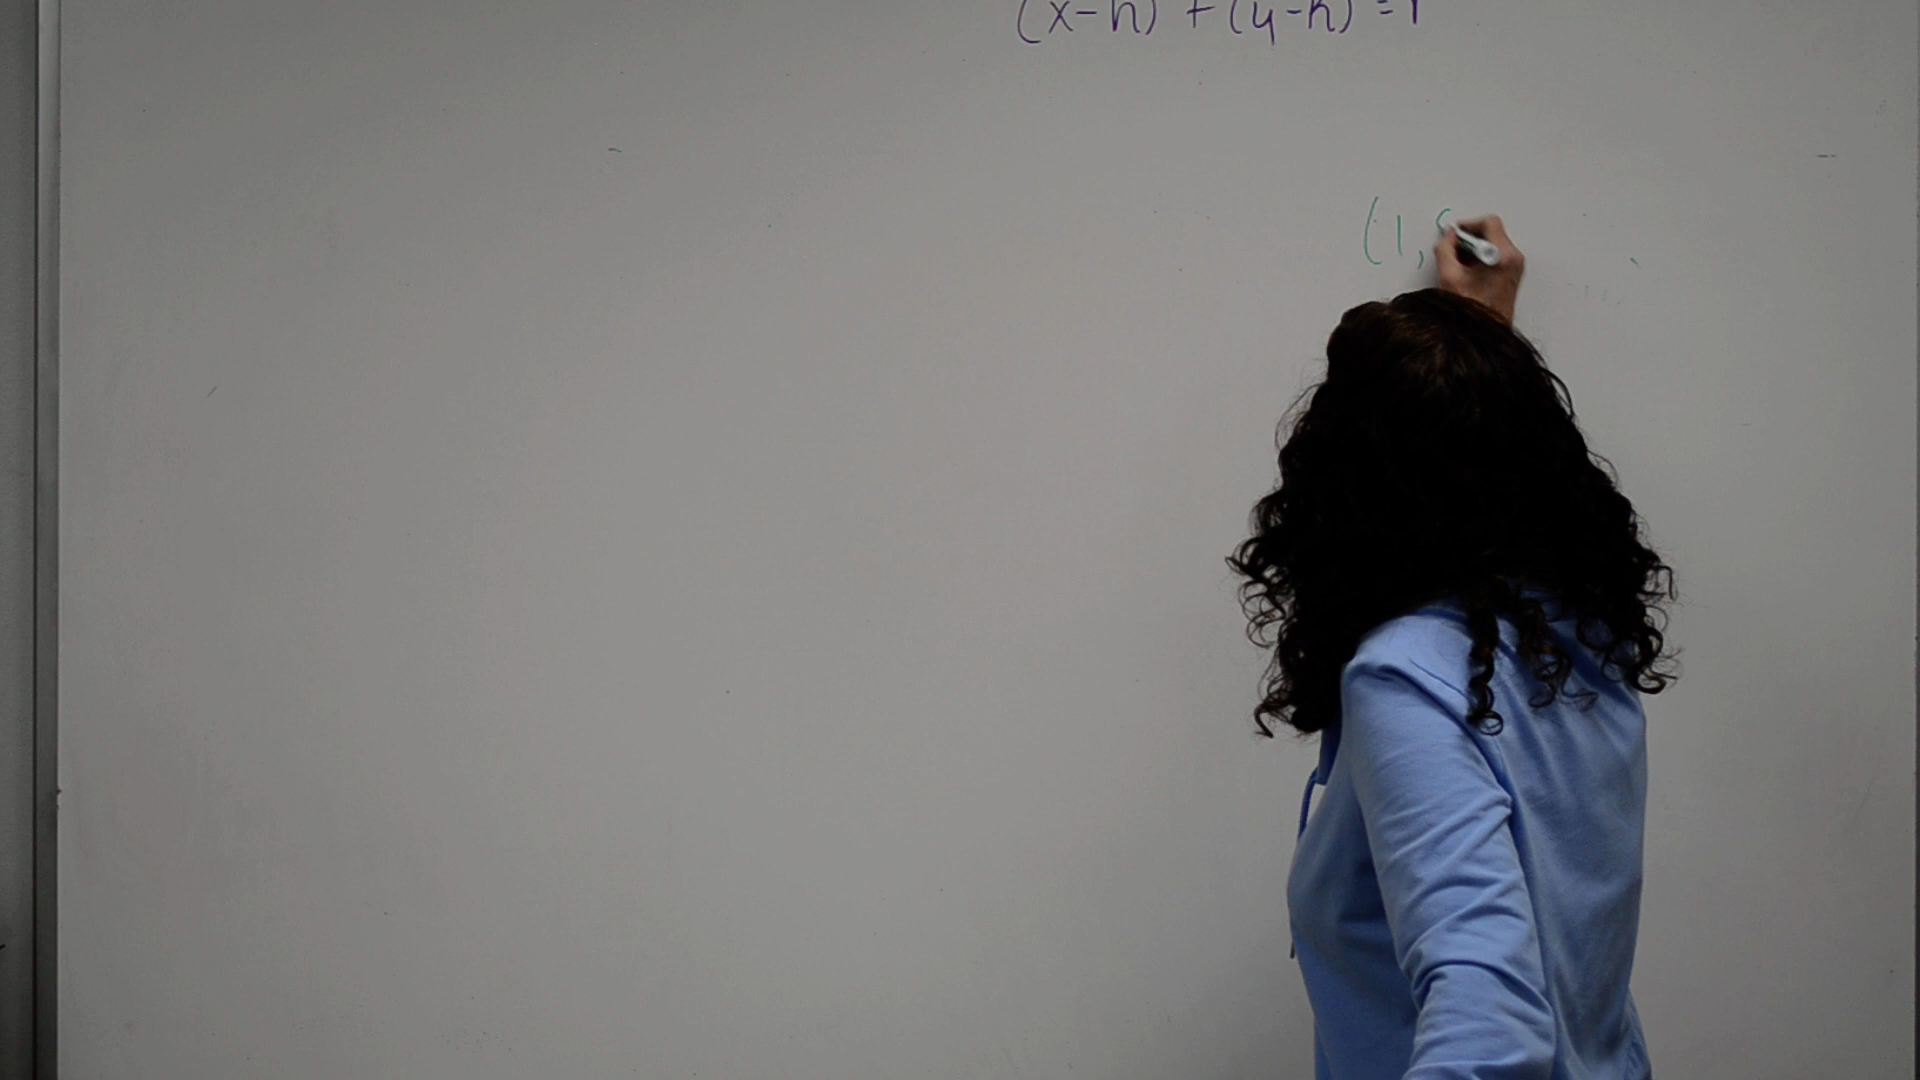 (x-h) + (y-k) = r
(1,